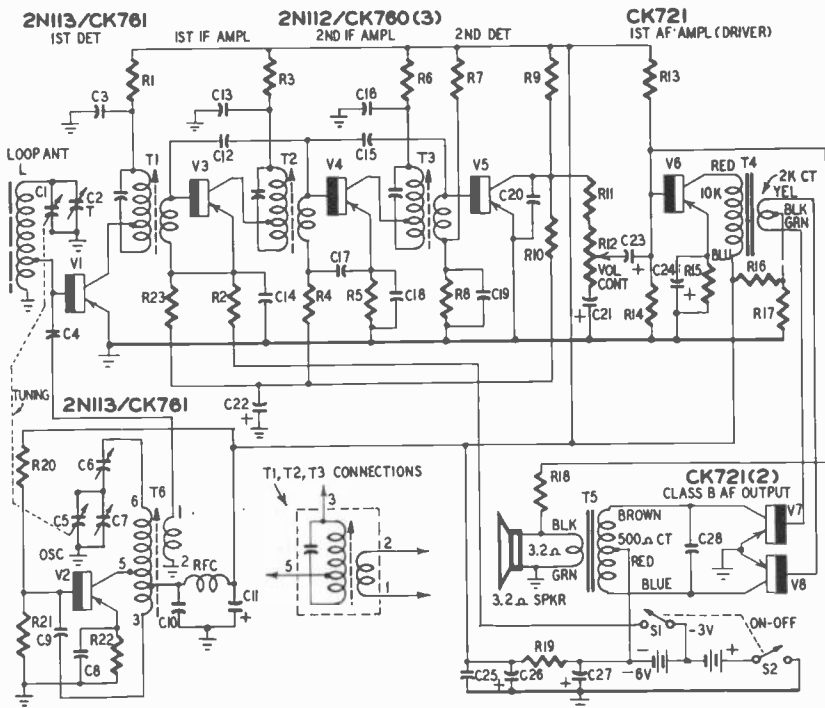 2N113/CK761 2N112/CK760(3) CK721
1ST DET 1ST IF AMPL 2ND IF AMPL 2ND DET 1ST AF AMPL (DRIVER)
R1 R3 R6 R7 R9 R13
C3 C13 C16
LOOP ANT
L
C1 C2
T
T1 C12 T2 C15 T3
V3 V4 V5 C20 V6
RED T4
10K
2K CT
YEL
BLK
GRN
R11
R12
VOL
CONT
C23
+
V1
C17 R10
BLU
C24
+
R15 R16
R23 R2 C14 R4 R5 C18 R8 C19
C21
+
R14 R17
C4
TUNING
2N113/CK761
C22
+
R20
C6
T6
6
1
2
C5 C7
OSC
5
V2
RFC
C11
+
C10
3
R21
C9
R22
C8
T1, T2, T3 CONNECTIONS
3
2
5
1
R18
CK721(2)
CLASS B AF OUTPUT
T5
BLK
3.2Ω
GRN
3.2Ω SPKR
BROWN
500Ω CT
RED
BLUE
C28
V7
V8
S1
-3V
ON-OFF
R19
-6V
-
+
S2
C25
+
C26
+
C27